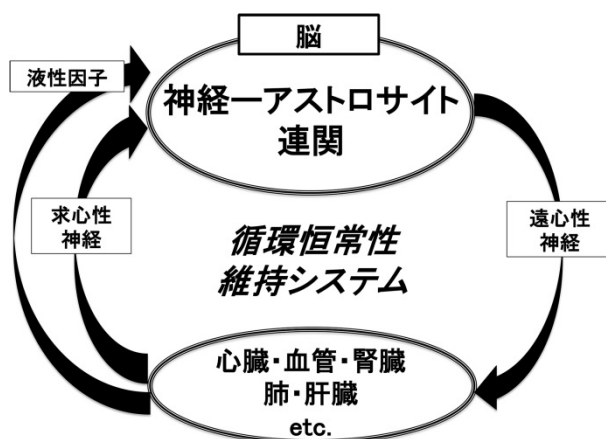 脳
液性因子
神経ーアストロサイト
連関
求心性
神経
遠心性
神経
循環恒常性
維持システム
心臓・血管・腎臓
肺・肝臓
etc.